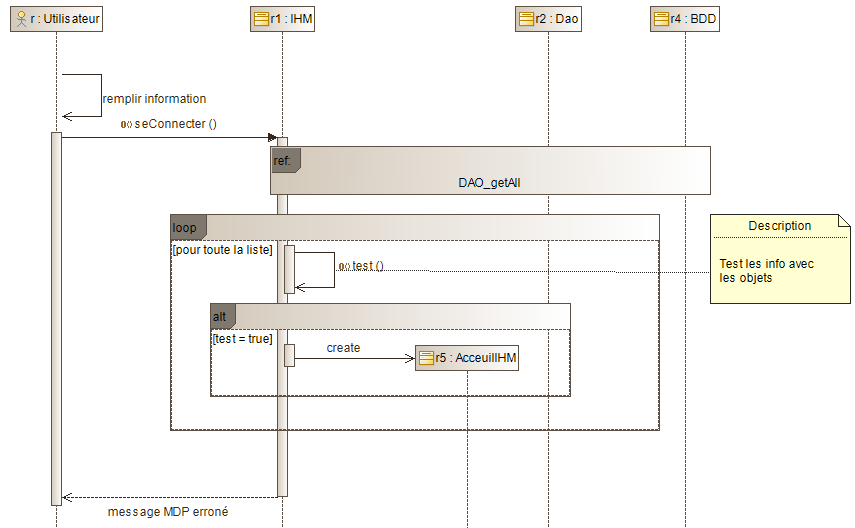 r : Utilisateur
r1 : IHM
r2 : Dao
r4 : BDD
remplir information
seConnecter ()
ref:
DAO_getAll
loop
[pour toute la liste]
test ()
Description
Test les info avec
les objets
alt
[test = true]
create
r5 : AcceuilIHM
message MDP erroné